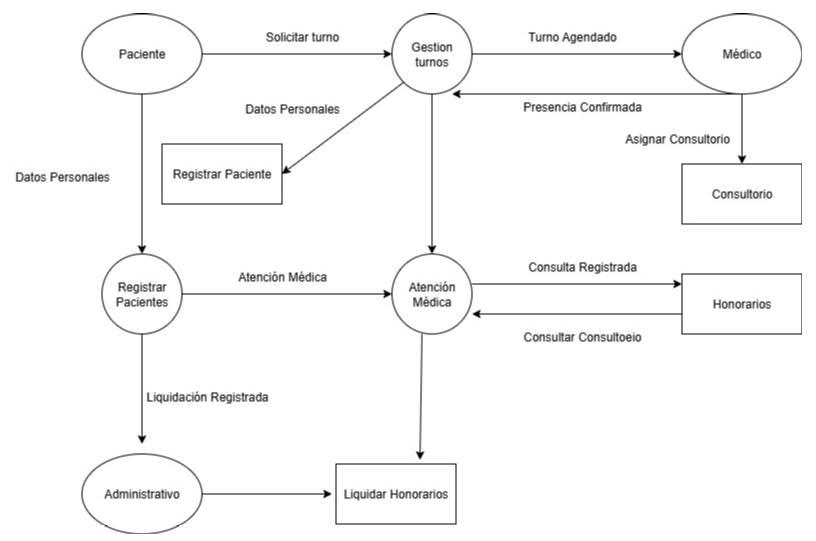 Solicitar turno
Turno Agendado
Paciente
Gestion
turnos
Médico
Datos Personales
Presencia Confirmada
Asignar Consultorio
Datos Personales
Registrar Paciente
Consultorio
Registrar
Pacientes
Atención Médica
Atención
Médica
Consulta Registrada
Honorarios
Consultar Consultoeio
Liquidación Registrada
Administrativo
Liquidar Honorarios